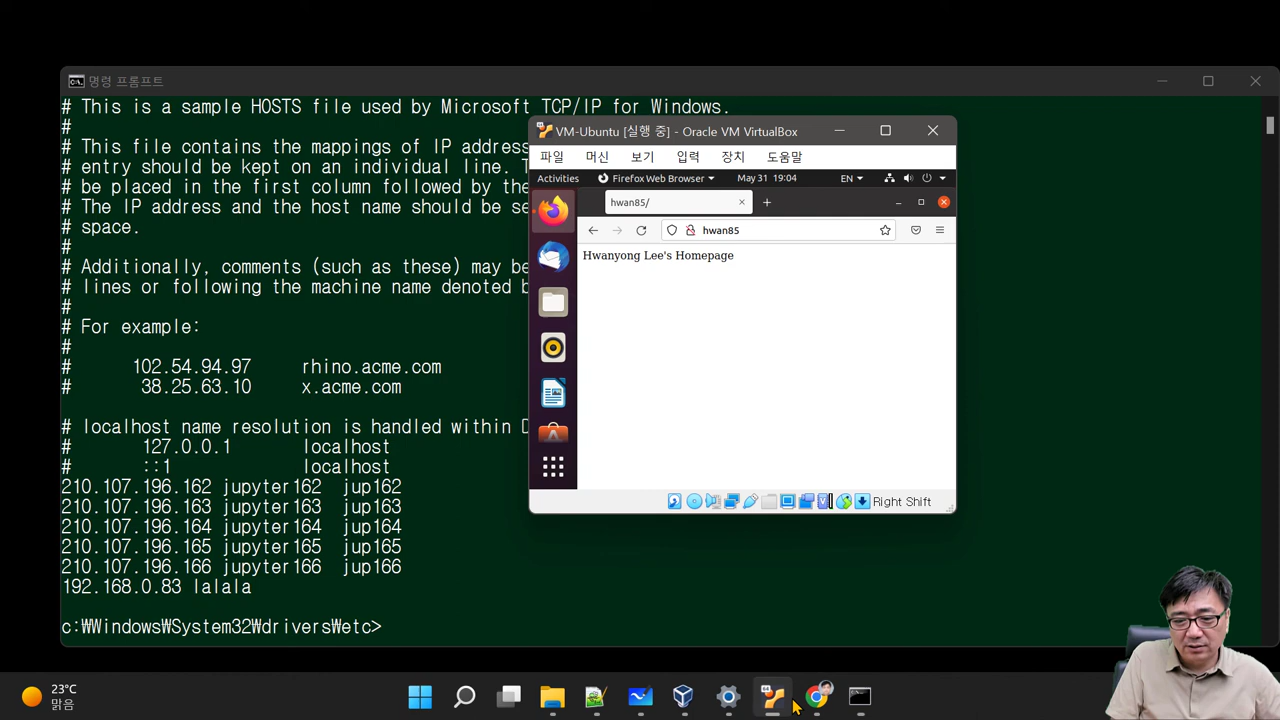 명령 프롬프트
# This is a sample HOSTS file used by Microsoft TCP/IP for Windows.
#
# This file contains the mappings of IP address
# entry should be kept on an individual line. T
# be placed in the first column followed by the
# The IP address and the host name should be se
# space.
#
# Additionally, comments (such as these) may be
# lines or following the machine name denoted b
#
# For example:
#
# 102.54.94.97 rhino.acme.com
# 38.25.63.10 x.acme.com
# localhost name resolution is handled within D
# 127.0.0.1 localhost
# ::1 localhost
210.107.196.162 jupyter162 jup162
210.107.196.163 jupyter163 jup163
210.107.196.164 jupyter164 jup164
210.107.196.165 jupyter165 jup165
210.107.196.166 jupyter166 jup166
192.168.0.83 lalala
c:₩Windows₩System32₩drivers₩etc>
VM-Ubuntu [실행 중] - Oracle VM VirtualBox
파일 머신 보기 입력 장치 도움말
Activities Firefox Web Browser May 31 19:04 EN
hwan85/
hwan85
Hwanyong Lee's Homepage
Right Shift
23°C
맑음